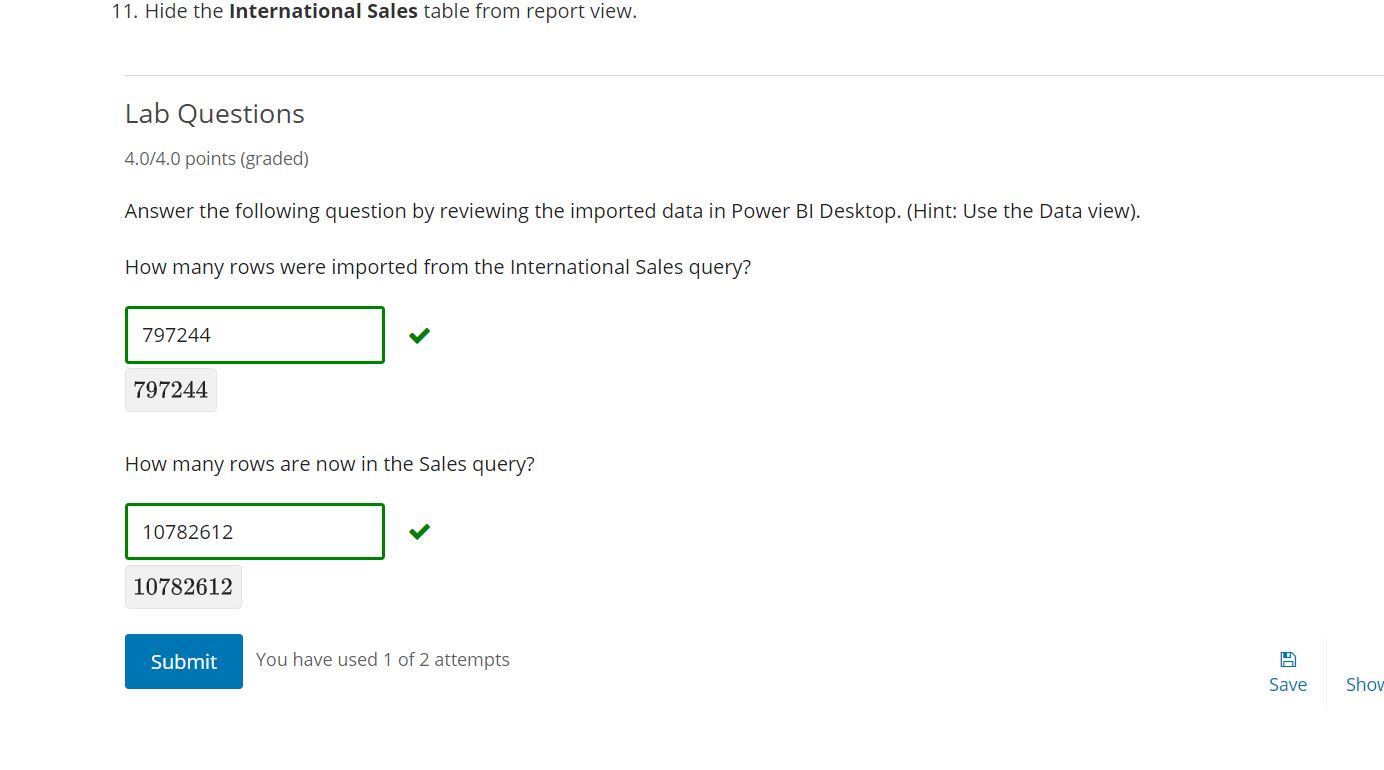 11. Hide the International Sales table from report view.
Lab Questions
4.0/4.0 points (graded)
Answer the following question by reviewing the imported data in Power BI Desktop. (Hint: Use the Data view).
How many rows were imported from the International Sales query?
797244
797244
How many rows are now in the Sales query?
10782612
10782612
Submit You have used 1 of 2 attempts
Save Show